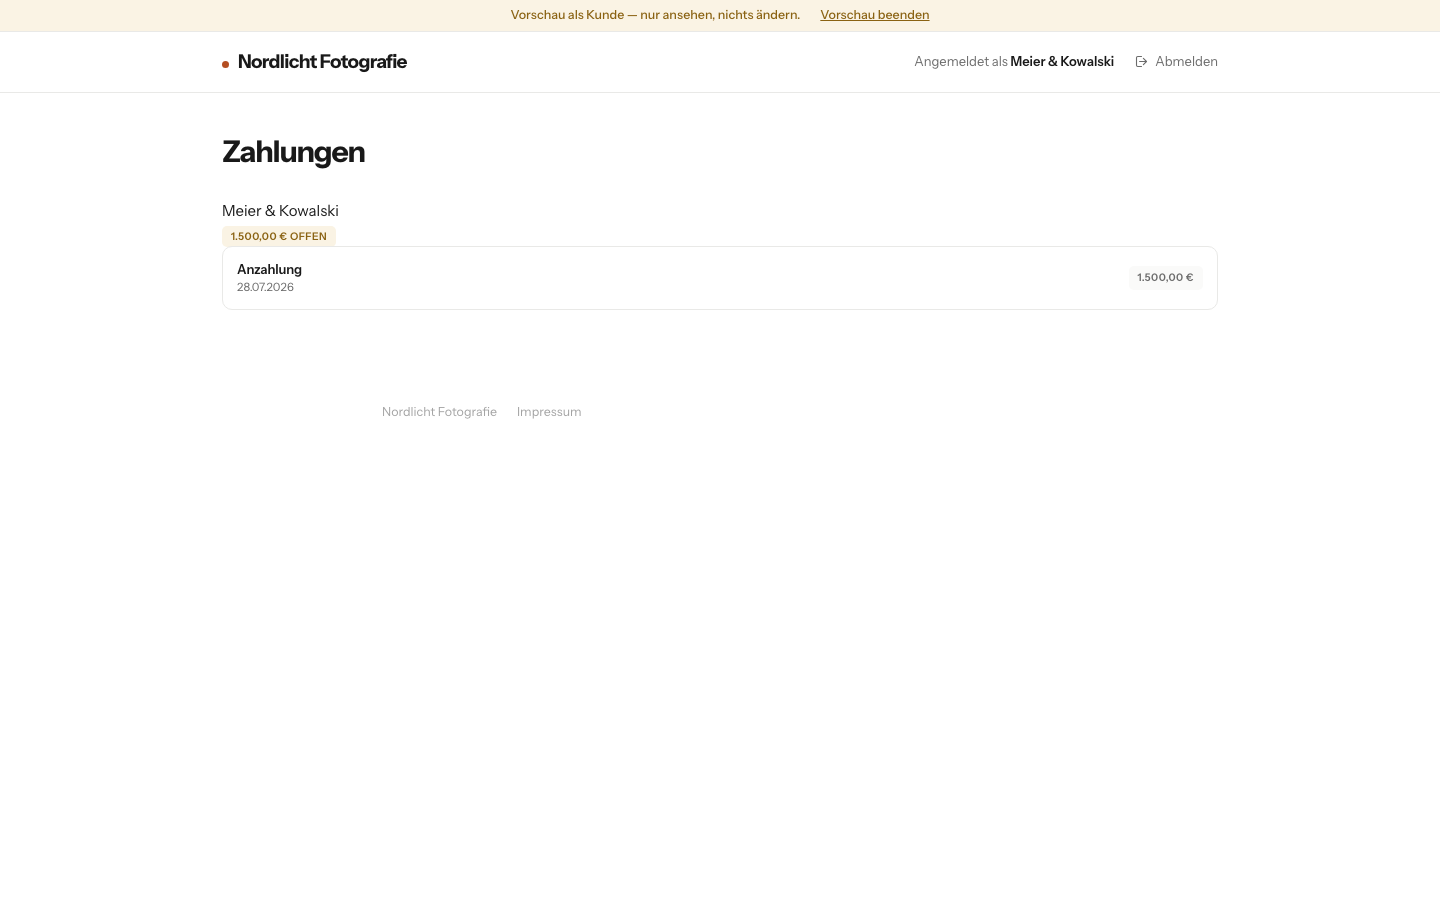 Vorschau als Kunde — nur ansehen, nichts ändern. Vorschau beenden
Nordlicht Fotografie
Angemeldet als Meier & Kowalski Abmelden
Zahlungen
Meier & Kowalski
1.500,00 € OFFEN
Anzahlung
28.07.2026
1.500,00 €
Nordlicht Fotografie Impressum